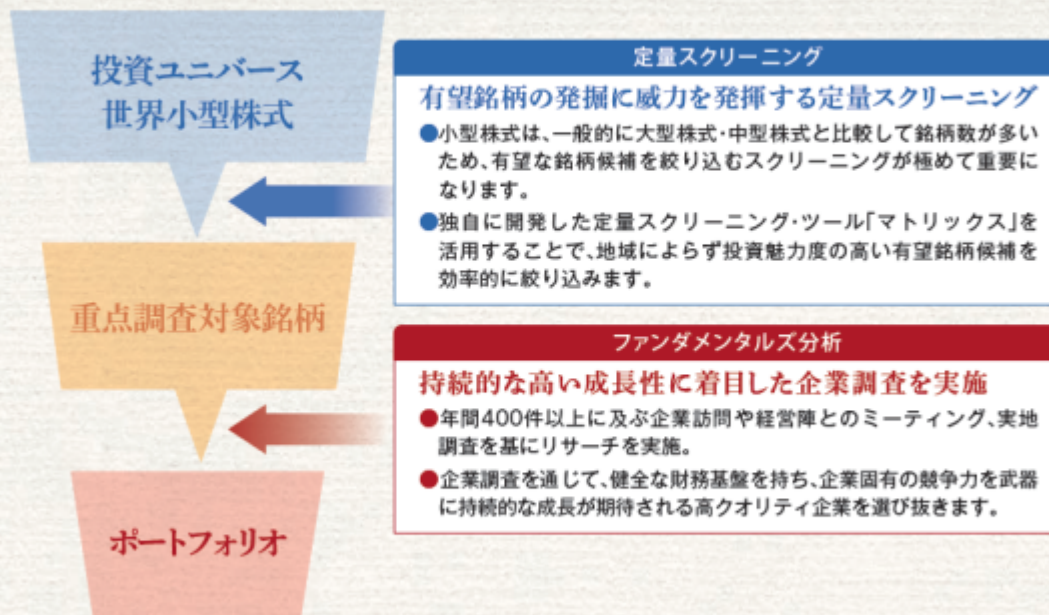 投資ユニバース
世界小型株式
定量スクリーニング
有望銘柄の発掘に威力を発揮する定量スクリーニング
●小型株式は、一般的に大型株式・中型株式と比較して銘柄数が多い
ため、有望な銘柄候補を絞り込むスクリーニングが極めて重要に
なります。
●独自に開発した定量スクリーニング・ツール「マトリックス」を
活用することで、地域によらず投資魅力度の高い有望銘柄候補を
効率的に絞り込みます。
重点調査対象銘柄
ファンダメンタルズ分析
持続的な高い成長性に着目した企業調査を実施
●年間400件以上に及ぶ企業訪問や経営陣とのミーティング、実地
調査を基にリサーチを実施。
●企業調査を通じて、健全な財務基盤を持ち、企業固有の競争力を武器
に持続的な成長が期待される高クオリティ企業を選び抜きます。
ポートフォリオ